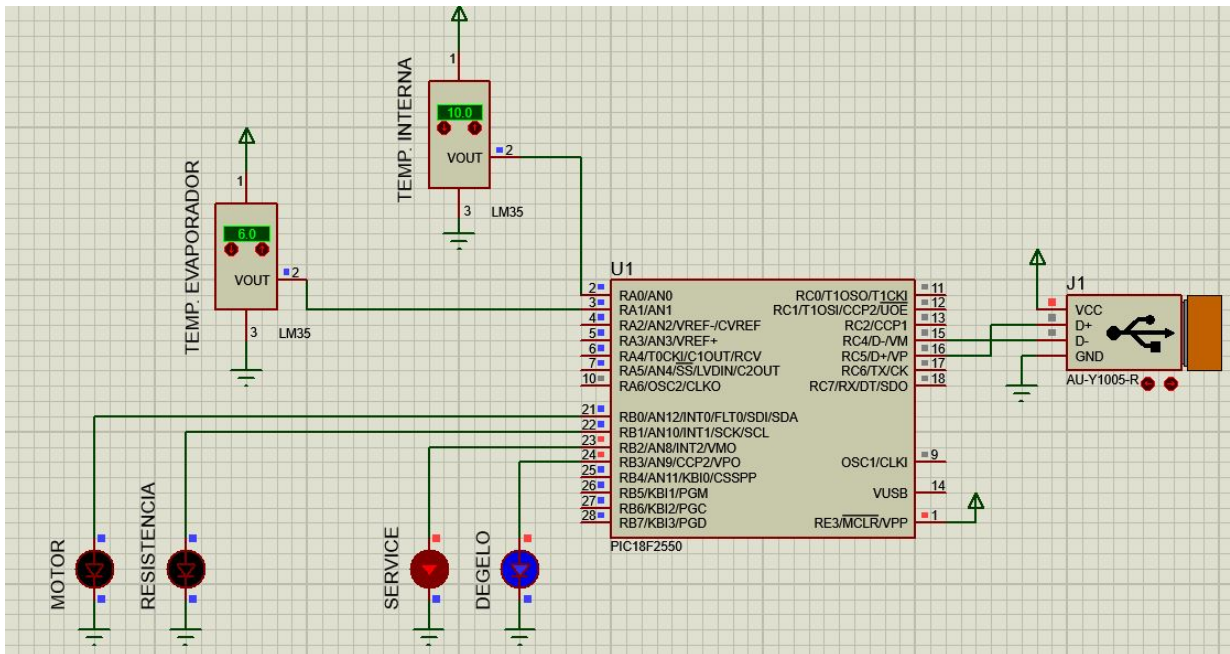 TEMP. INTERNA
1
10.0
VOUT
2
3
LM35
TEMP. EVAPORADOR
1
6.0
VOUT
2
3
LM35
U1
2 RA0/AN0
3 RA1/AN1
4 RA2/AN2/VREF-/CVREF
5 RA3/AN3/VREF+
6 RA4/T0CKI/C1OUT/RCV
7 RA5/AN4/SS/LVDIN/C2OUT
10 RA6/OSC2/CLKO
21 RB0/AN12/INT0/FLT0/SDI/SDA
22 RB1/AN10/INT1/SCK/SCL
23 RB2/AN8/INT2/VMO
24 RB3/AN9/CCP2/VPO
25 RB4/AN11/KBI0/CSSPP
26 RB5/KBI1/PGM
27 RB6/KBI2/PGC
28 RB7/KBI3/PGD
RC0/T1OSO/T1CKI 11
RC1/T1OSI/CCP2/UOE 12
RC2/CCP1 13
RC4/D-/VM 15
RC5/D+/VP 16
RC6/TX/CK 17
RC7/RX/DT/SDO 18
OSC1/CLKI 9
VUSB 14
RE3/MCLR/VPP 1
PIC18F2550
J1
VCC
D+
D-
GND
AU-Y1005-R
MOTOR
RESISTENCIA
SERVICE
DEGELO